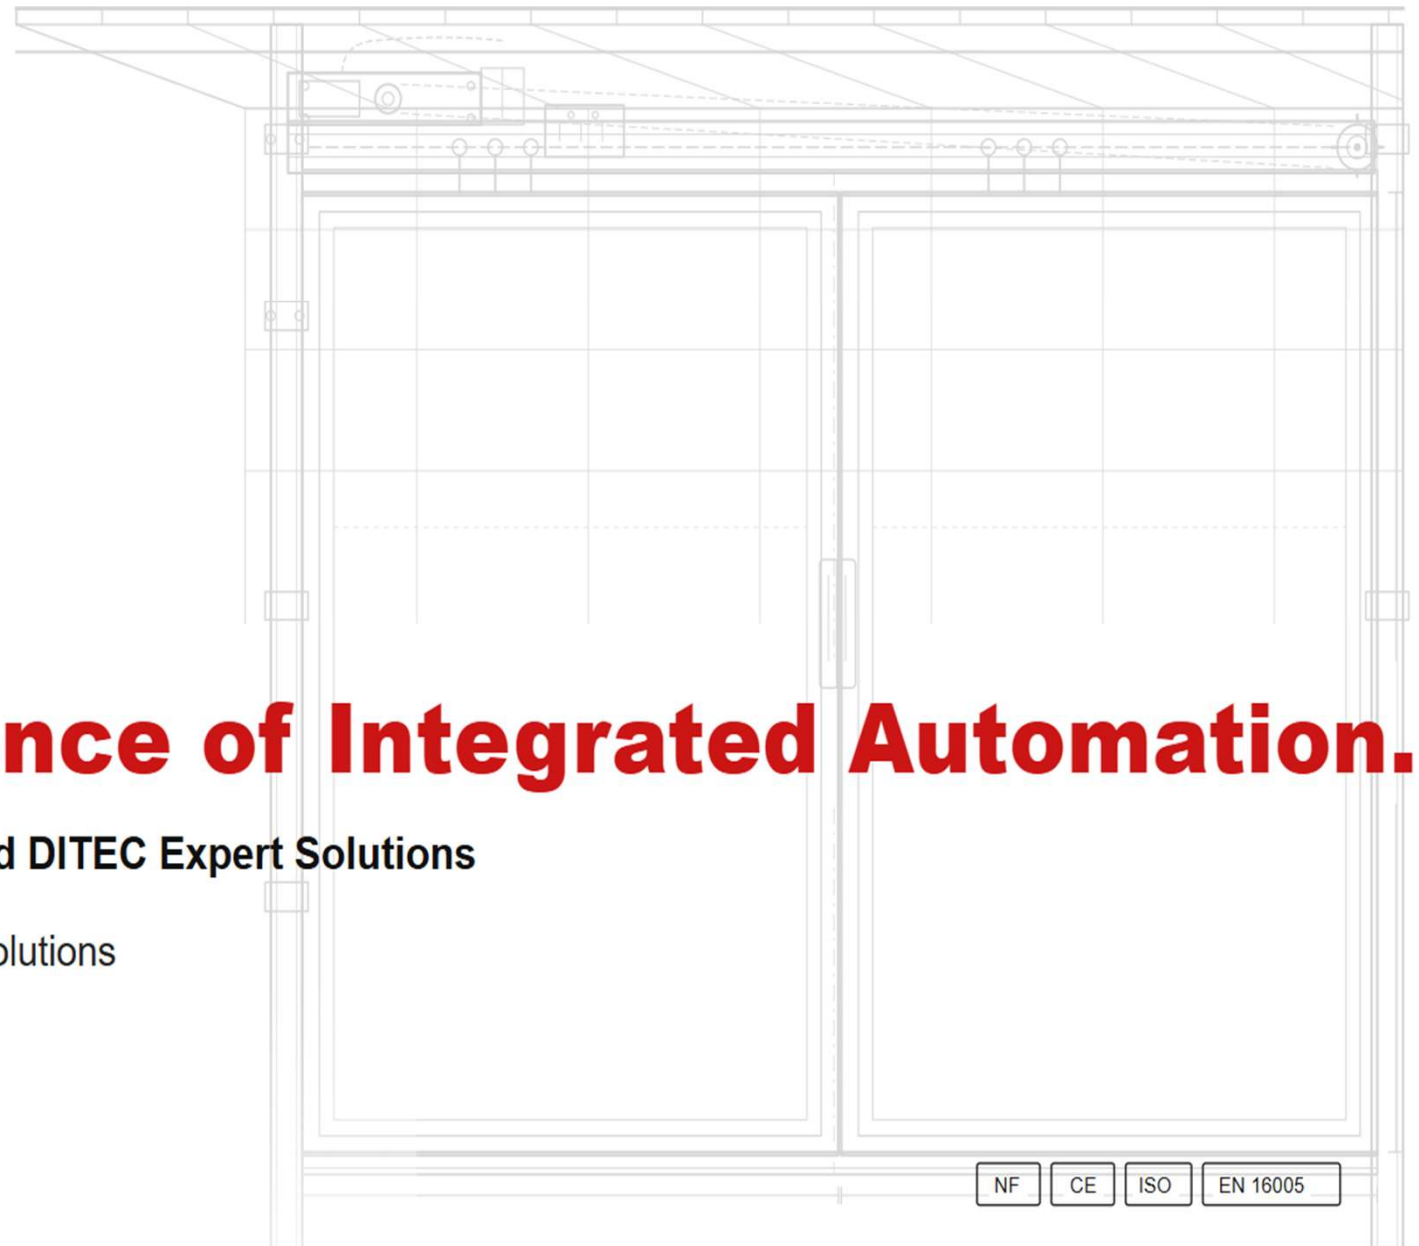 nce of Integrated Automation.
d DITEC Expert Solutions
olutions
NF CE ISO EN 16005